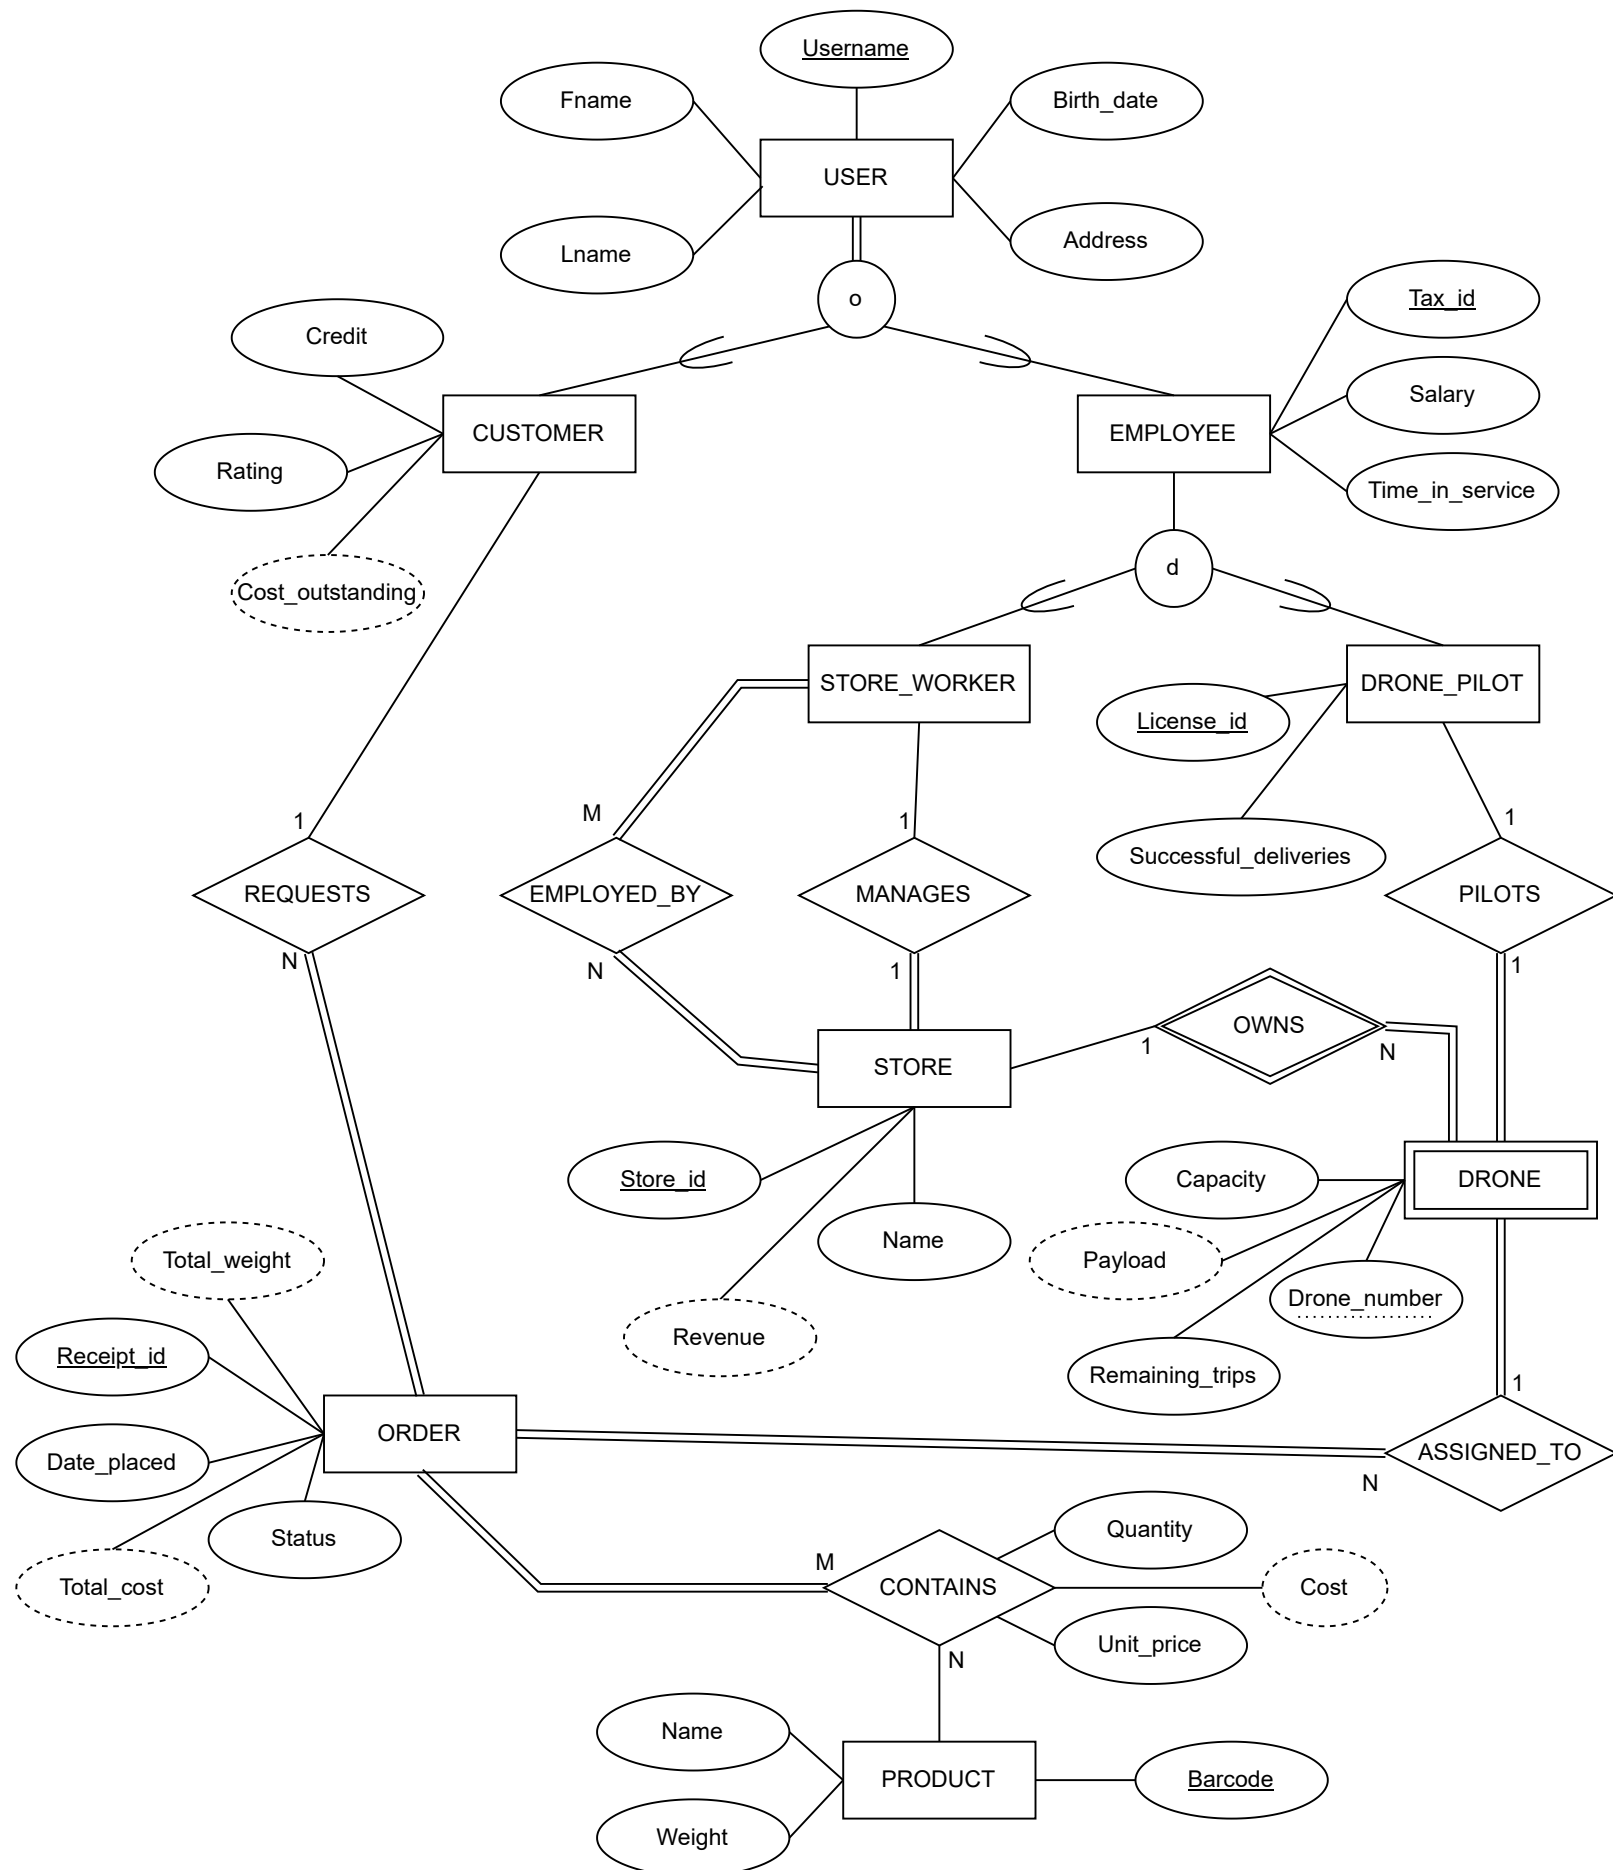 Username
Fname
Birth_date
USER
Lname
Address
o
Tax_id
Credit
Salary
CUSTOMER
EMPLOYEE
Rating
Time_in_service
d
Cost_outstanding
STORE_WORKER
DRONE_PILOT
License_id
M
1
1
1
Successful_deliveries
REQUESTS
EMPLOYED_BY
MANAGES
PILOTS
N
N
1
1
OWNS
1
N
STORE
Store_id
Capacity
DRONE
Name
Total_weight
Payload
Drone_number
Revenue
Receipt_id
Remaining_trips
1
ORDER
Date_placed
ASSIGNED_TO
N
Status
Quantity
M
Total_cost
CONTAINS
Cost
Unit_price
N
Name
PRODUCT
Barcode
Weight